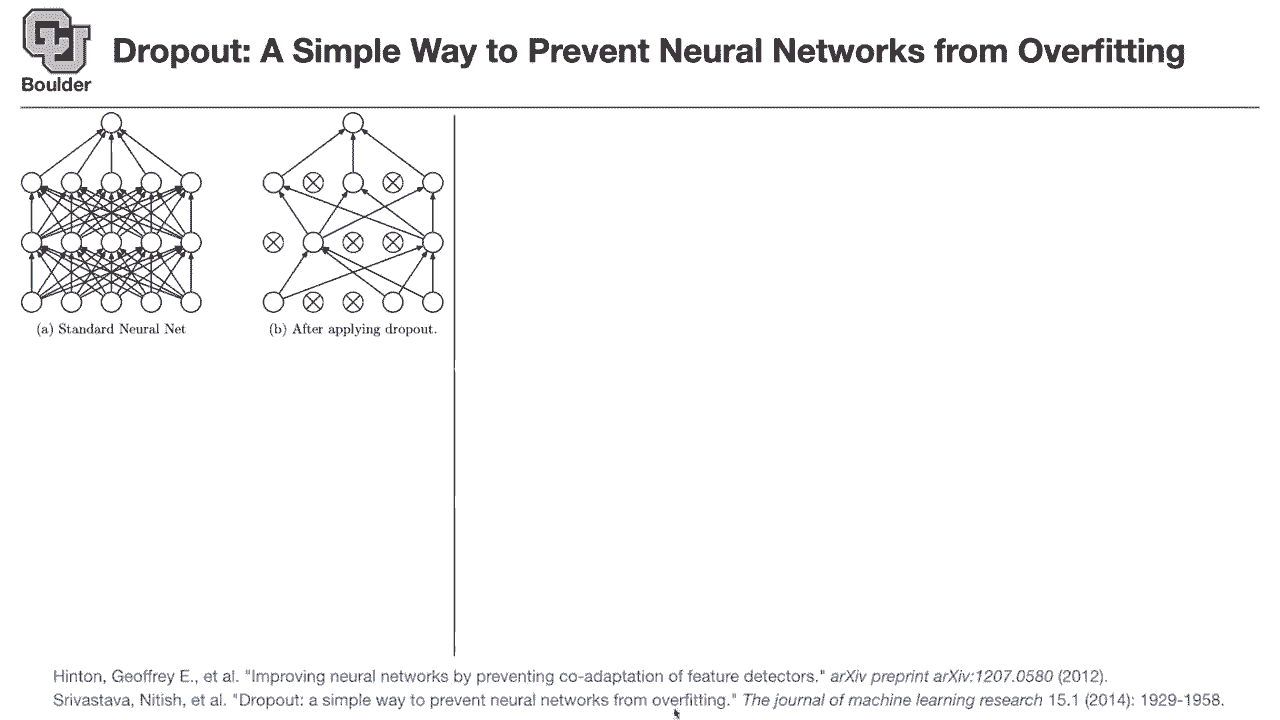 CU
Boulder
Dropout: A Simple Way to Prevent Neural Networks from Overfitting
(a) Standard Neural Net
(b) After applying dropout.
Hinton, Geoffrey E., et al. "Improving neural networks by preventing co-adaptation of feature detectors." arXiv preprint arXiv:1207.0580 (2012).
Srivastava, Nitish, et al. "Dropout: a simple way to prevent neural networks from overfitting." The journal of machine learning research 15.1 (2014): 1929-1958.